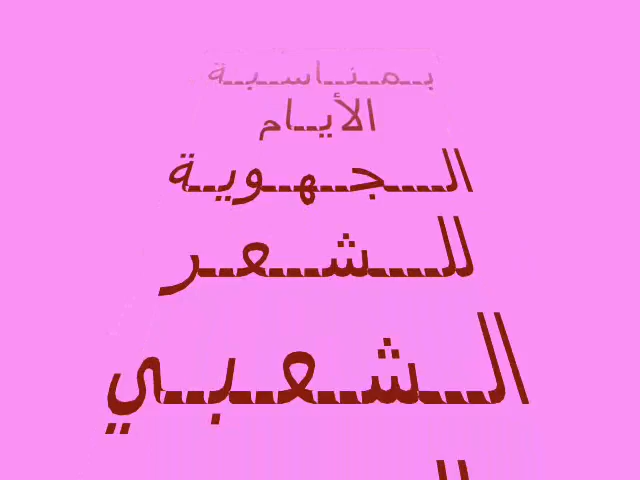 بمناسبة
الأيام
الجهوية
للشعر
الشعبي